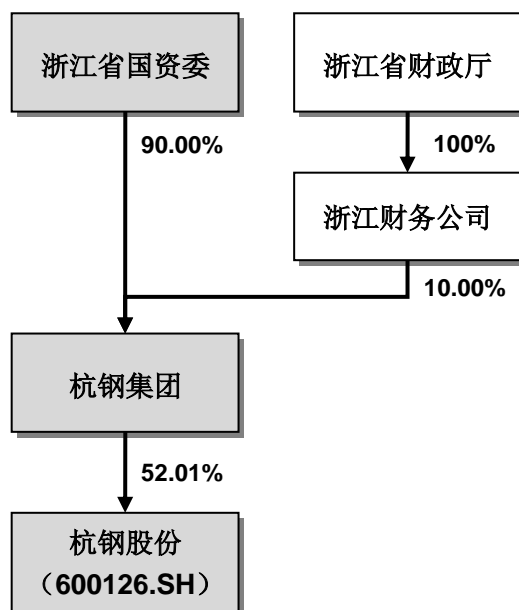 浙江省国资委
浙江省财政厅
90.00%
100%
浙江财务公司
10.00%
杭钢集团
52.01%
杭钢股份
（600126.SH）